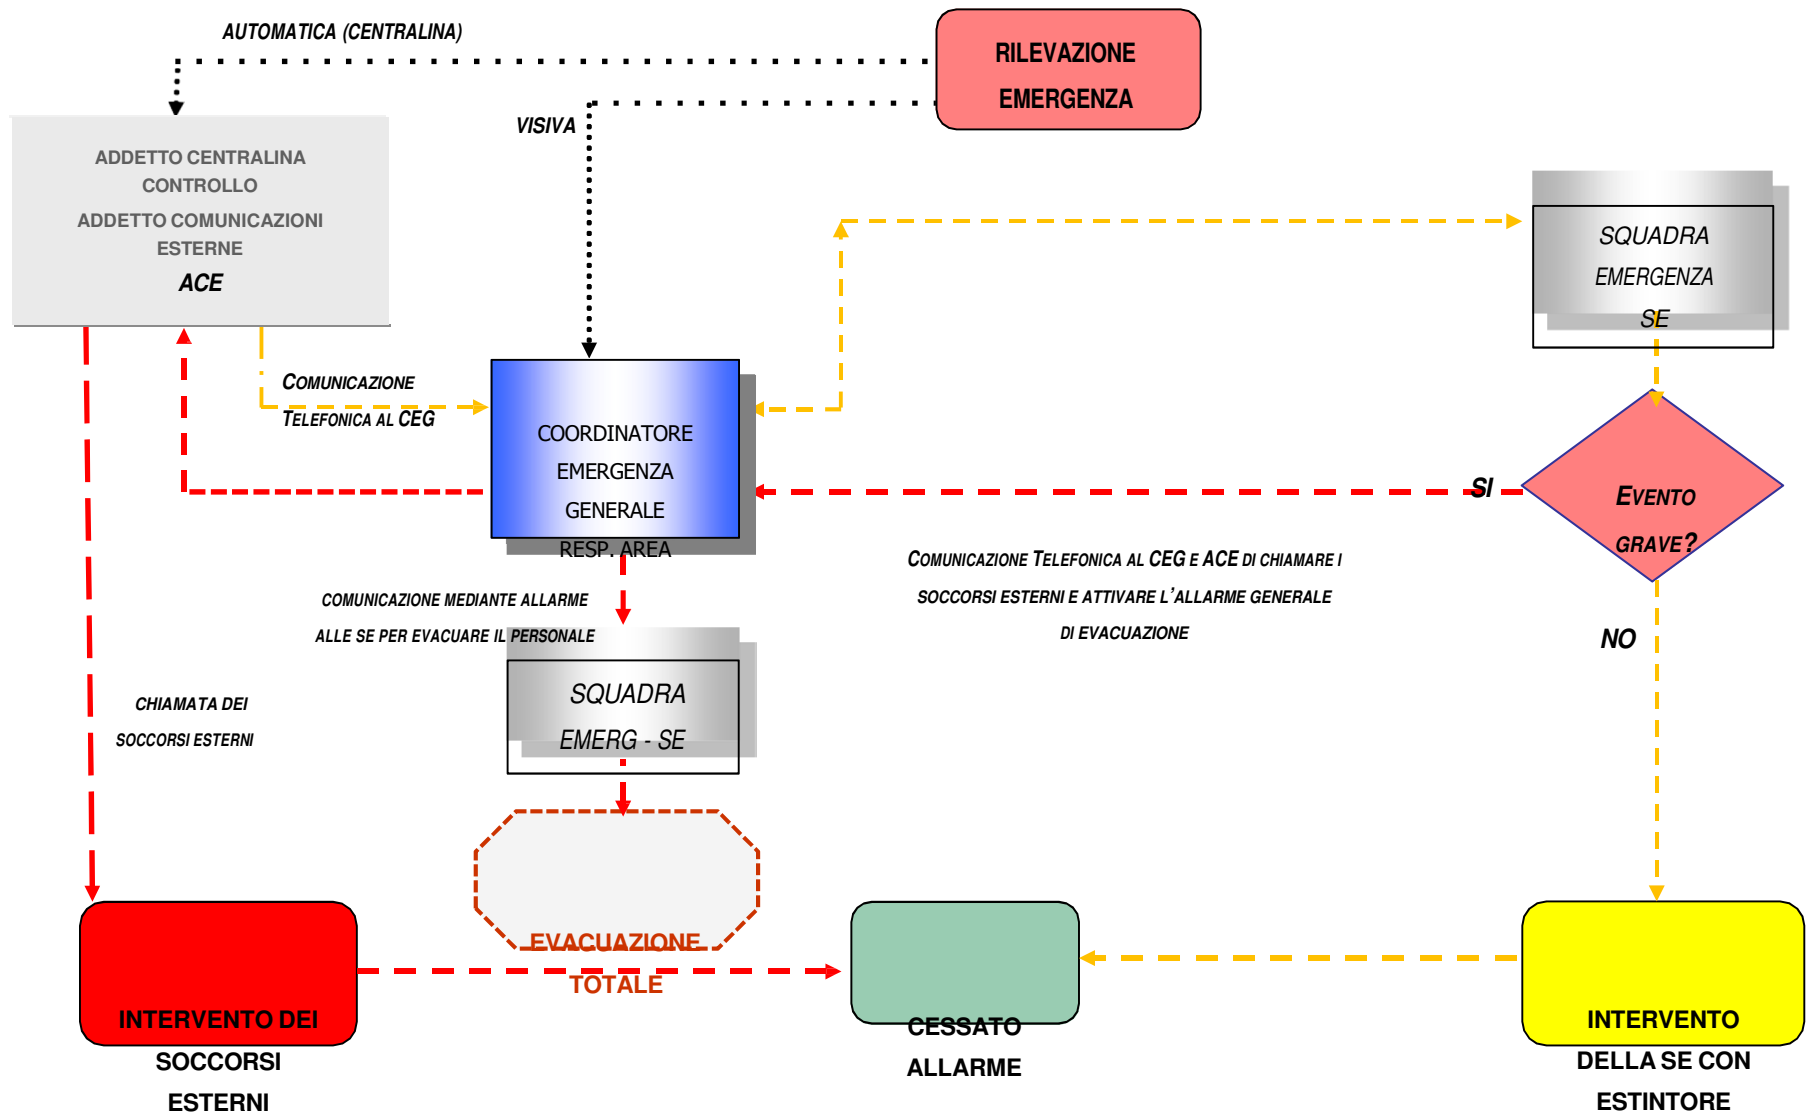 AUTOMATICA (CENTRALINA)
RILEVAZIONE
EMERGENZA
VISIVA
ADDETTO CENTRALINA
CONTROLLO
ADDETTO COMUNICAZIONI
ESTERNE
ACE
SQUADRA
EMERGENZA
SE
COMUNICAZIONE
TELEFONICA AL CEG
COORDINATORE
EMERGENZA
GENERALE
RESP. AREA
SI
EVENTO
GRAVE?
COMUNICAZIONE TELEFONICA AL CEG E ACE DI CHIAMARE I
SOCCORSI ESTERNI E ATTIVARE L'ALLARME GENERALE
DI EVACUAZIONE
COMUNICAZIONE MEDIANTE ALLARME
ALLE SE PER EVACUARE IL PERSONALE
NO
SQUADRA
EMERG - SE
CHIAMATA DEI
SOCCORSI ESTERNI
EVACUAZIONE
TOTALE
INTERVENTO DEI
SOCCORSI
ESTERNI
CESSATO
ALLARME
INTERVENTO
DELLA SE CON
ESTINTORE